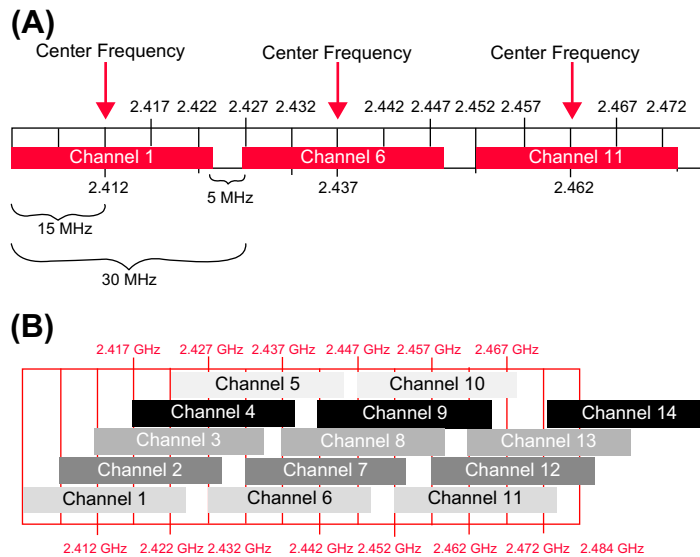 (A)
Center Frequency Center Frequency Center Frequency
2.417 2.422 2.427 2.432 2.442 2.447 2.452 2.457 2.467 2.472
Channel 1 Channel 6 Channel 11
2.412 2.437 2.462
5 MHz
15 MHz
30 MHz
(B)
2.417 GHz 2.427 GHz 2.437 GHz 2.447 GHz 2.457 GHz 2.467 GHz
Channel 5 Channel 10
Channel 4 Channel 9 Channel 14
Channel 3 Channel 8 Channel 13
Channel 2 Channel 7 Channel 12
Channel 1 Channel 6 Channel 11
2.412 GHz 2.422 GHz 2.432 GHz 2.442 GHz 2.452 GHz 2.462 GHz 2.472 GHz 2.484 GHz